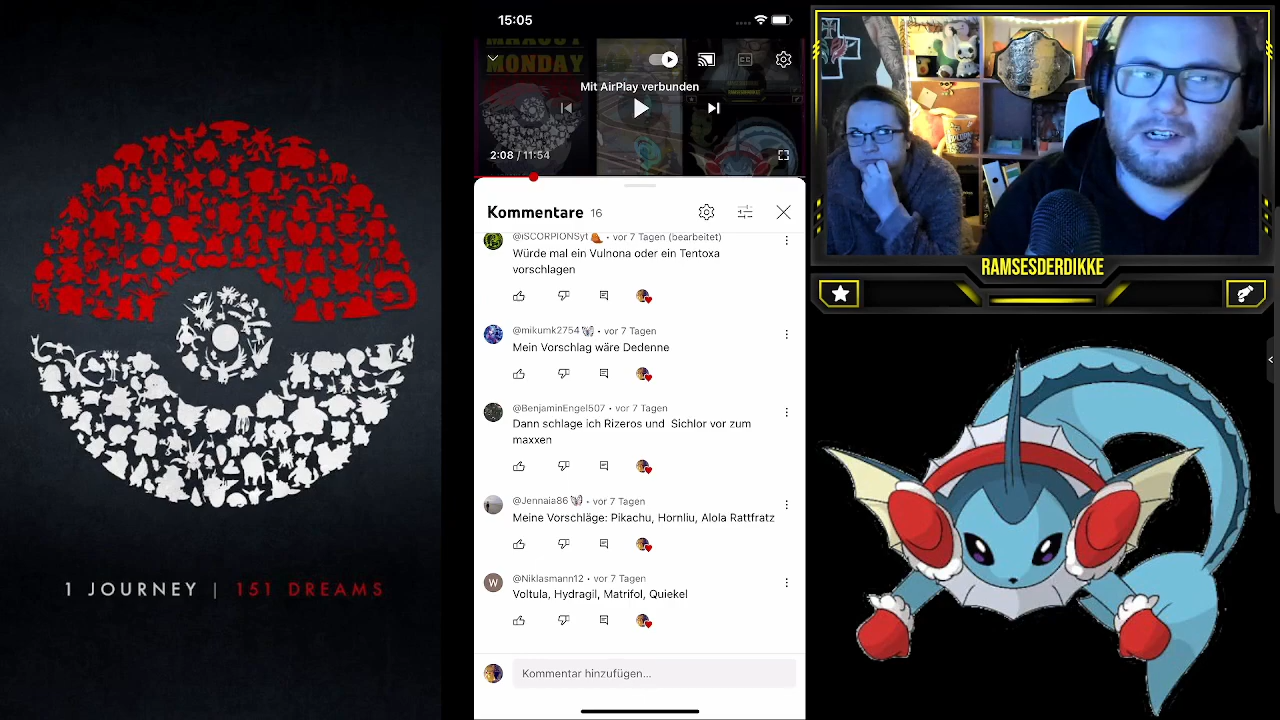 1 JOURNEY | 151 DREAMS
15:05
MAXOUT
MONDAY
Mit AirPlay verbunden
2:08 / 11:54
Kommentare 16
@iSCORPIONSyt • vor 7 Tagen (bearbeitet)
Würde mal ein Vulnona oder ein Tentoxa
vorschlagen
@mikumk2754 • vor 7 Tagen
Mein Vorschlag wäre Dedenne
@BenjaminEngel507 • vor 7 Tagen
Dann schlage ich Rizeros und Sichlor vor zum
maxxen
@Jennaia86 • vor 7 Tagen
Meine Vorschläge: Pikachu, Hornliu, Alola Rattfratz
W
@Niklasmann12 • vor 7 Tagen
Voltula, Hydragil, Matrifol, Quiekel
Kommentar hinzufügen...
RAMSESDERDIKKE